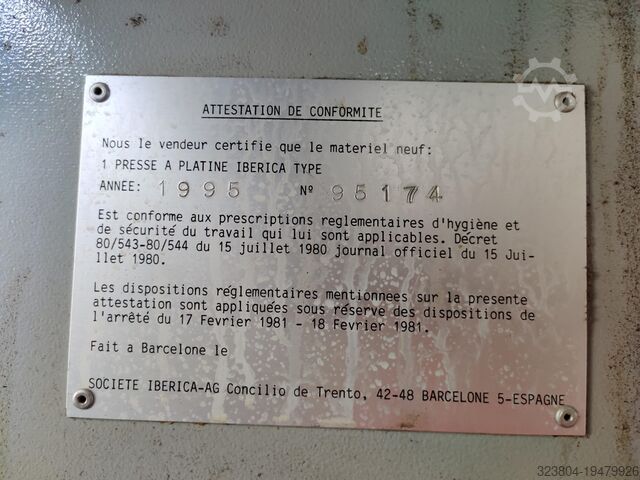 ATTESTATION DE CONFORMITE
Nous le vendeur certifie que le materiel neuf:
1 PRESSE A PLATINE IBERICA TYPE
ANNÉE: 1995 Nº 95174
Est conforme aux prescriptions reglementaires d'hygiène et
de sécurité du travail qui lui sont applicables. Décret
80/543-80/544 du 15 juillet 1980 journal officiel du 15 Jui-
llet 1980.
Les dispositions réglementaires mentionnees sur la presente
attestation sont appliquées sous réserve des dispositions de
l'arrêté du 17 Fevrier 1981 - 18 Fevrier 1981.
Fait a Barcelone le
SOCIETE IBERICA-AG Concilio de Trento, 42-48 BARCELONE 5-ESPAGNE
323804-19479926